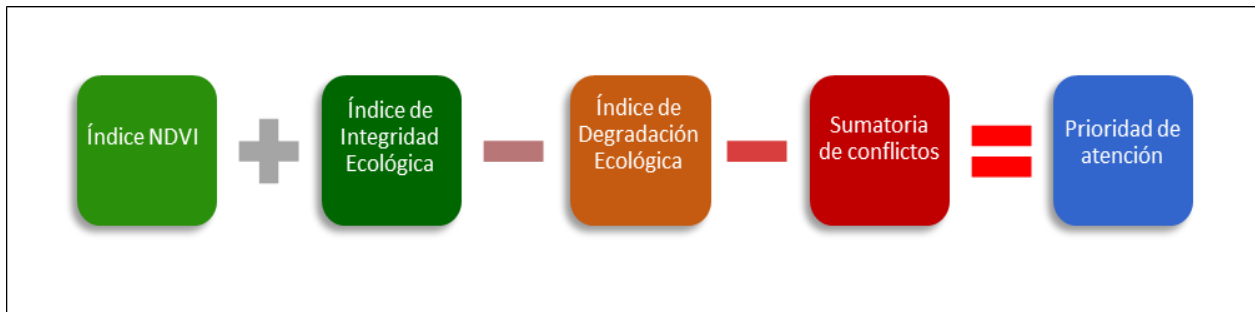 Índice NDVI
Índice de
Integridad
Ecológica
Índice de
Degradación
Ecológica
Sumatoria
de conflictos
Prioridad de
atención